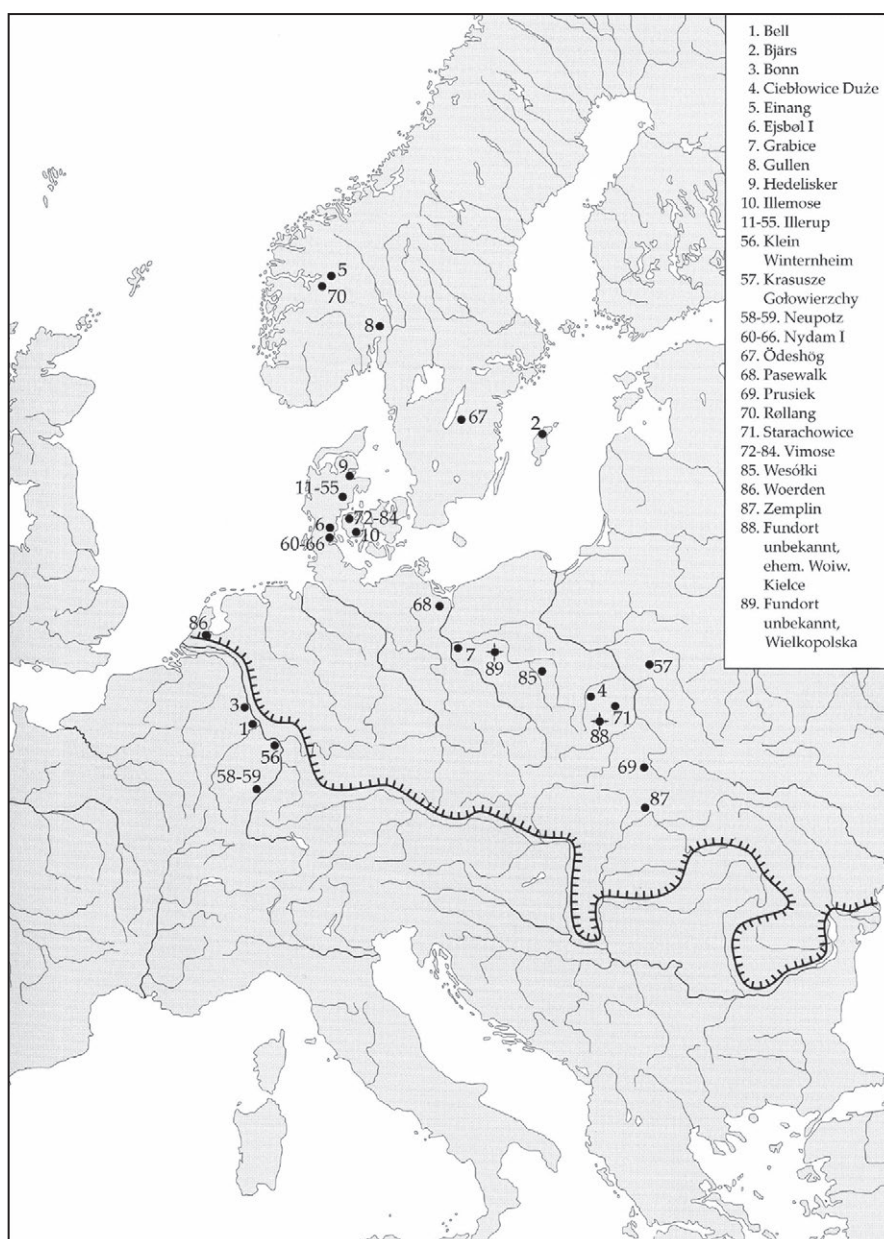 1. Bell
2. Bjärs
3. Bonn
4. Ciebłowice Duże
5. Einang
6. Ejsbøl I
7. Grabice
8. Gullen
9. Hedelisker
10. Illemose
11-55. Illerup
56. Klein
Winternheim
57. Krasusze
Gołowierzchy
58-59. Neupotz
60-66. Nydam I
67. Ödeshög
68. Pasewalk
69. Prusiek
70. Røllang
71. Starachowice
72-84. Vimose
85. Wesółki
86. Woerden
87. Zemplin
88. Fundort
unbekannt,
ehem. Woiw.
Kielce
89. Fundort
unbekannt,
Wielkopolska
5
70
8
67
2
9
11-55
72-84
6
10
60-66
68
86
7
89
85
57
4
71
88
3
1
56
69
58-59
87